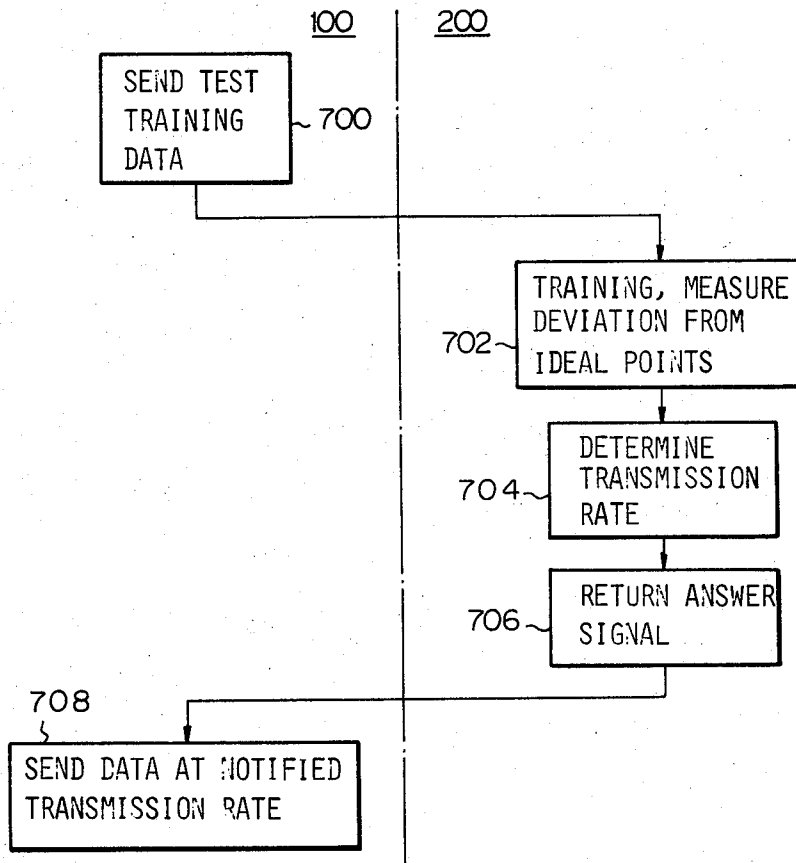 100
200
SEND TEST
TRAINING
DATA
700
TRAINING, MEASURE
DEVIATION FROM
IDEAL POINTS
702
DETERMINE
TRANSMISSION
RATE
704
RETURN ANSWER
SIGNAL
706
708
SEND DATA AT NOTIFIED
TRANSMISSION RATE